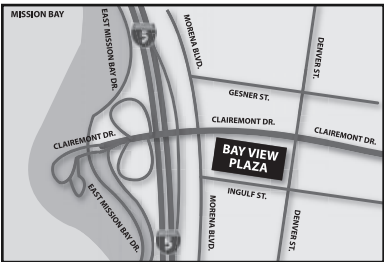 MISSION BAY
EAST MISSION BAY DR.
5
MORENA BLVD.
DENVER ST.
GESNER ST.
CLAIREMONT DR.
CLAIREMONT DR.
CLAIREMONT DR.
BAY VIEW
PLAZA
INGULF ST.
EAST MISSION BAY DR.
MORENA BLVD.
DENVER ST.
5